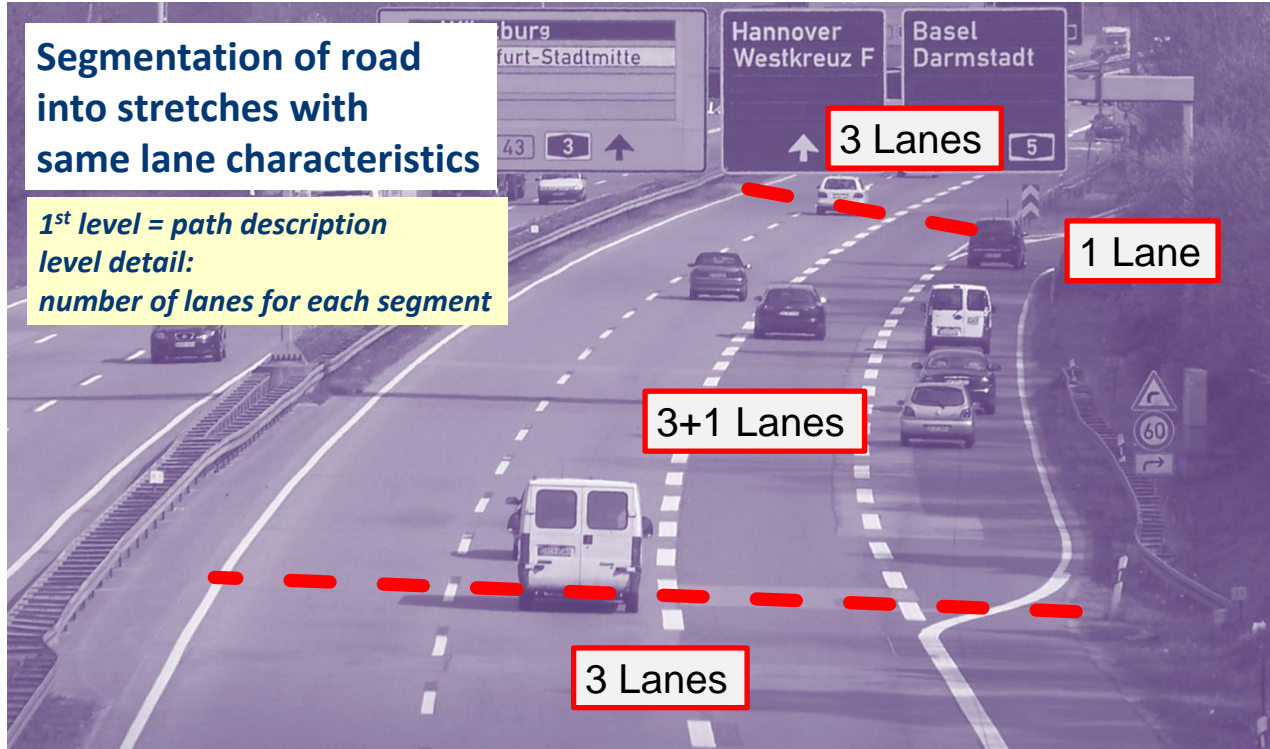 Segmentation of road
into stretches with
same lane characteristics
1st level = path description
level detail:
number of lanes for each segment
burg
furt-Stadtmitte
43 3
Hannover
Westkreuz F
Basel
Darmstadt
5
3 Lanes
1 Lane
3+1 Lanes
60
3 Lanes